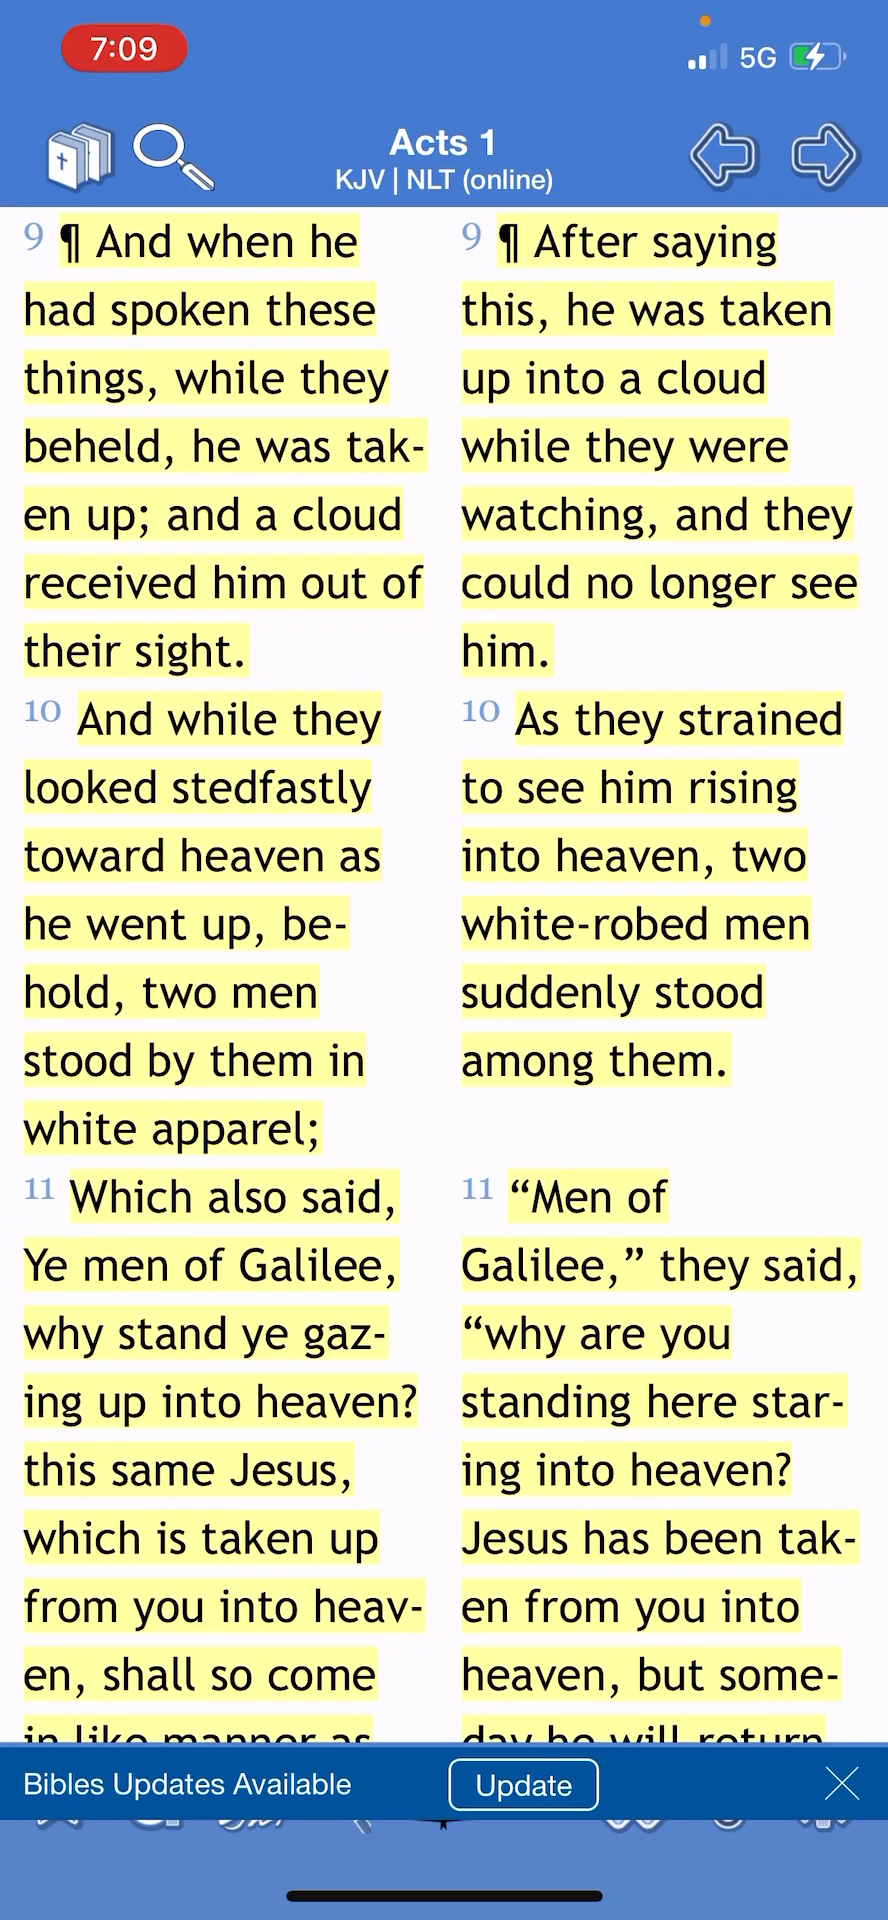 7:09
5G
Acts 1
KJV | NLT (online)
9 ¶ And when he
had spoken these
things, while they
beheld, he was tak-
en up; and a cloud
received him out of
their sight.
10 And while they
looked stedfastly
toward heaven as
he went up, be-
hold, two men
stood by them in
white apparel;
11 Which also said,
Ye men of Galilee,
why stand ye gaz-
ing up into heaven?
this same Jesus,
which is taken up
from you into heav-
en, shall so come
in like manner as
9 ¶ After saying
this, he was taken
up into a cloud
while they were
watching, and they
could no longer see
him.
10 As they strained
to see him rising
into heaven, two
white-robed men
suddenly stood
among them.
11 “Men of
Galilee,” they said,
“why are you
standing here star-
ing into heaven?
Jesus has been tak-
en from you into
heaven, but some-
day he will return
Bibles Updates Available
Update